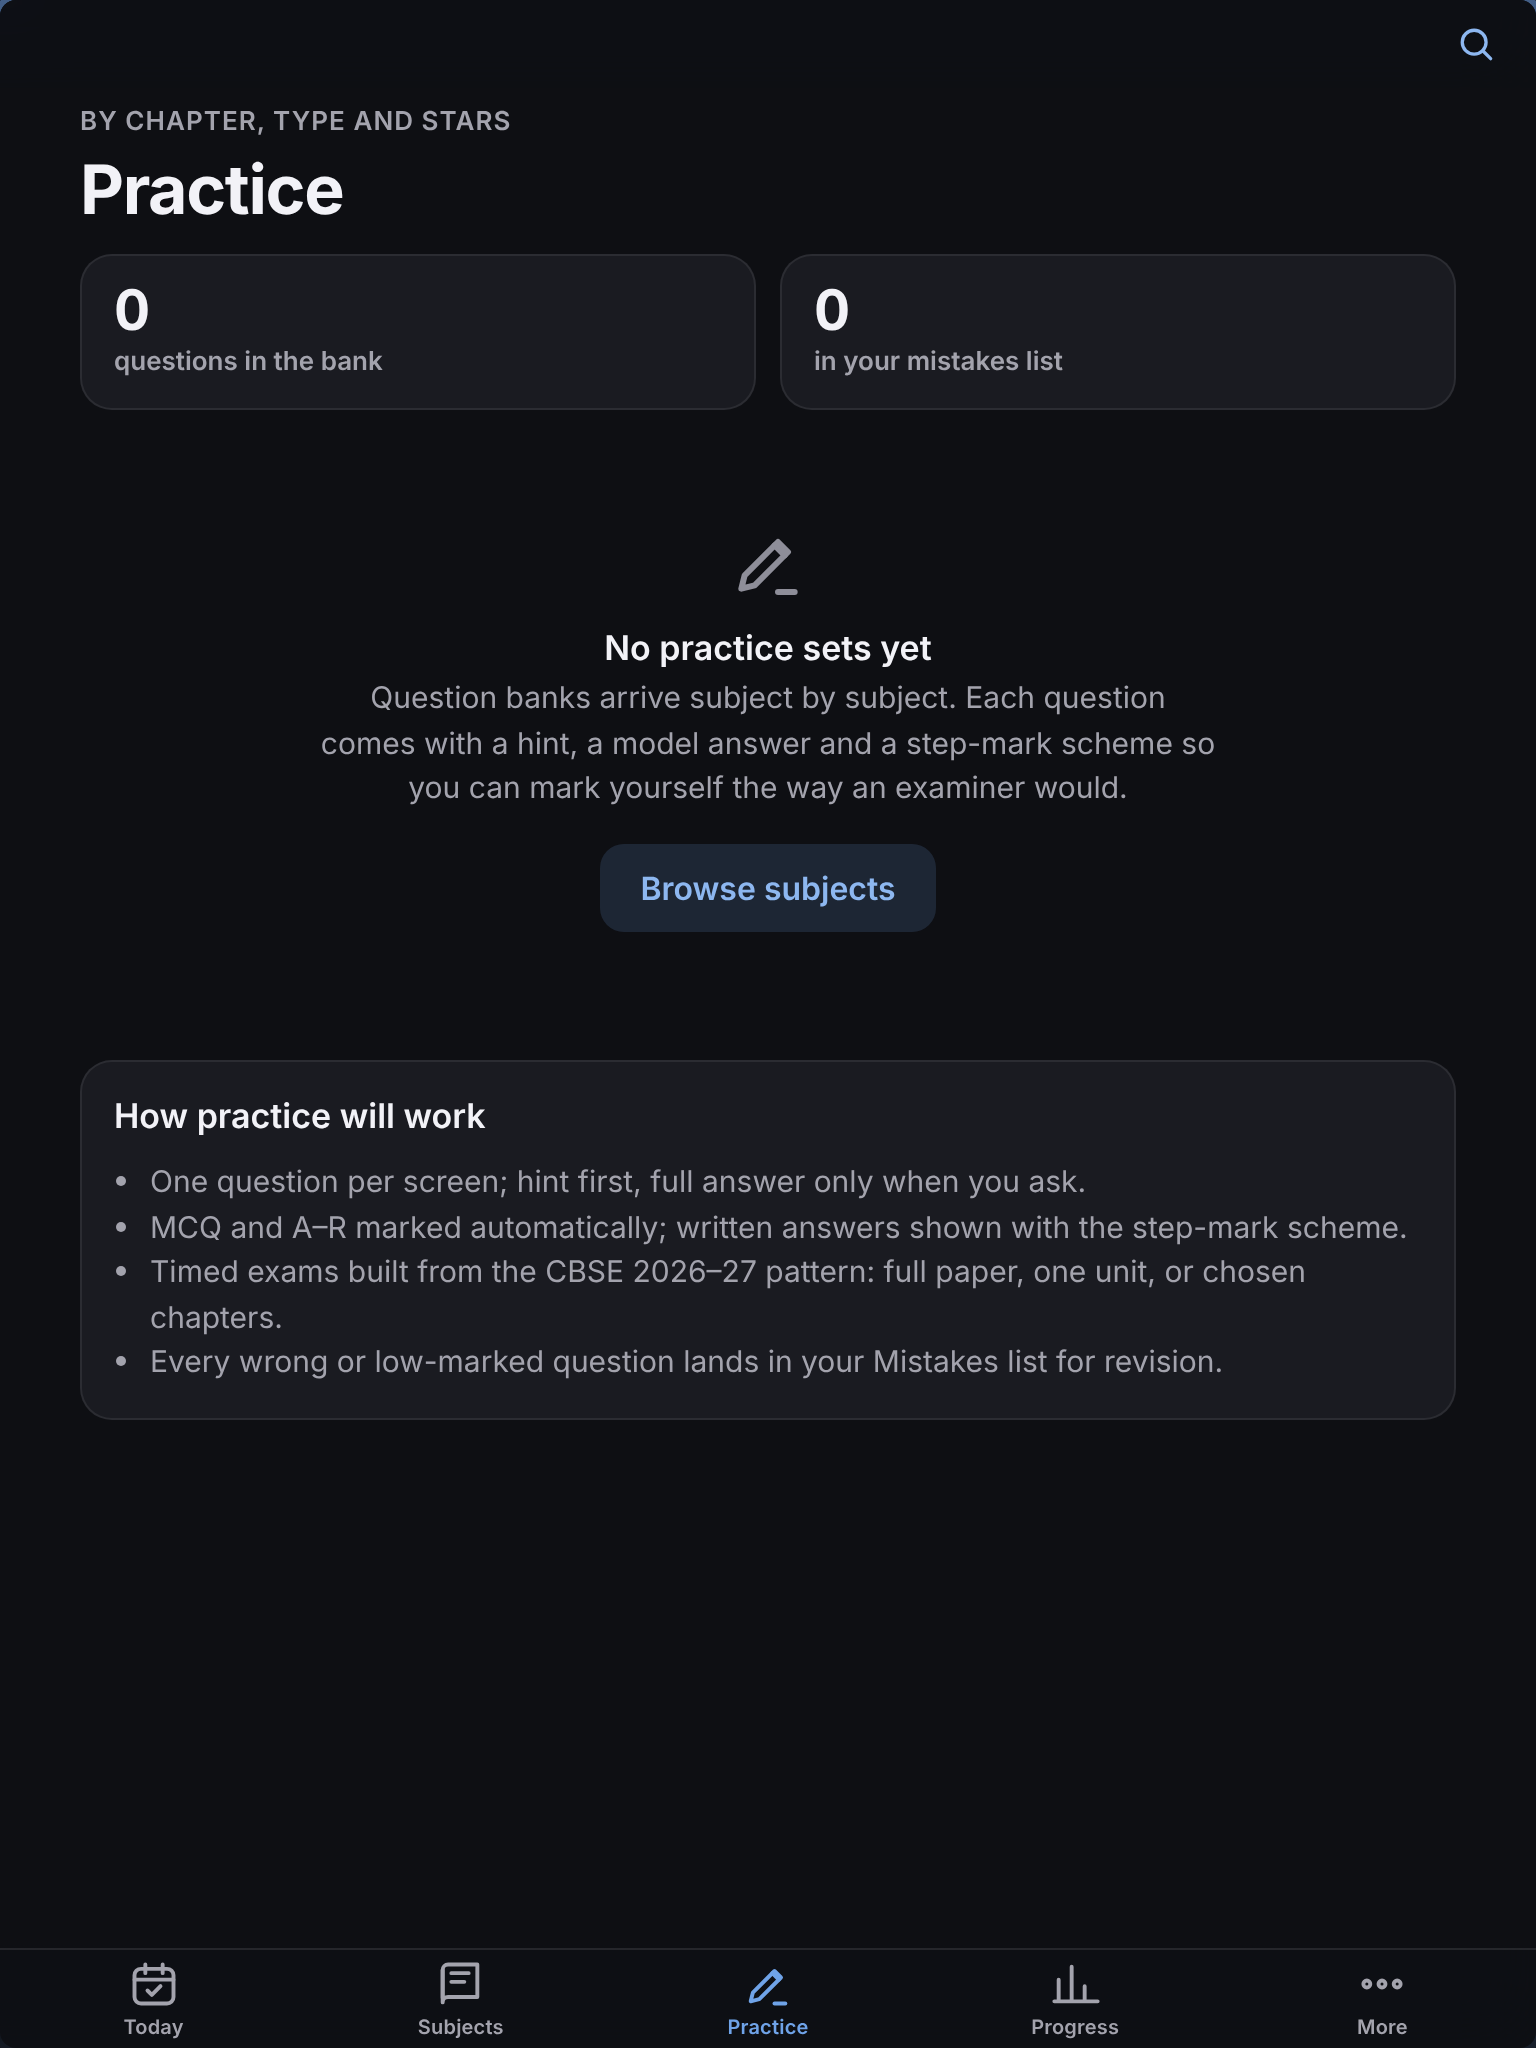 BY CHAPTER, TYPE AND STARS
Practice
0
questions in the bank
0
in your mistakes list
No practice sets yet
Question banks arrive subject by subject. Each question
comes with a hint, a model answer and a step-mark scheme so
you can mark yourself the way an examiner would.
Browse subjects
How practice will work
• One question per screen; hint first, full answer only when you ask.
• MCQ and A–R marked automatically; written answers shown with the step-mark scheme.
• Timed exams built from the CBSE 2026–27 pattern: full paper, one unit, or chosen
chapters.
• Every wrong or low-marked question lands in your Mistakes list for revision.
Today
Subjects
Practice
Progress
More